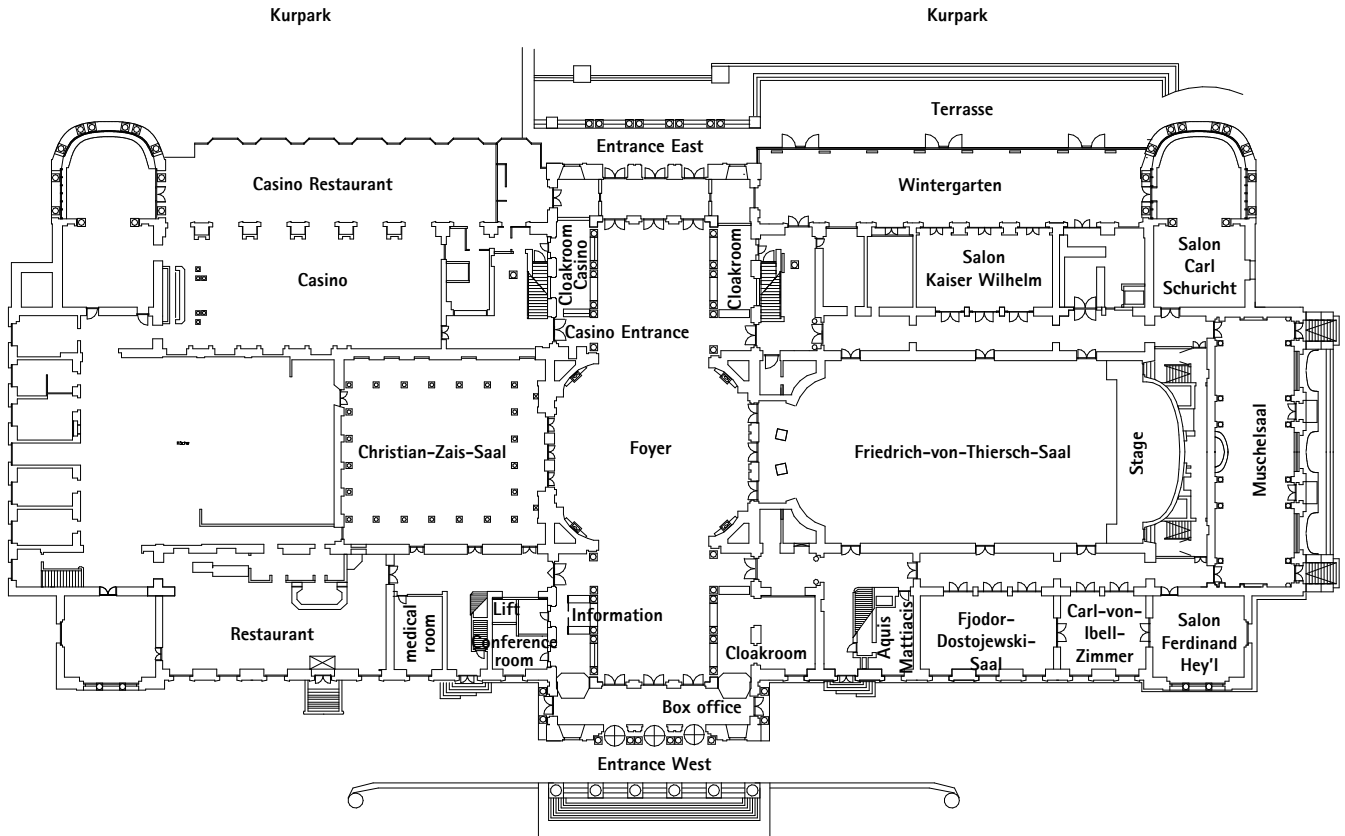 Kurpark
Kurpark
Terrasse
Entrance East
Casino Restaurant
Wintergarten
Cloakroom
Casino
Cloakroom
Salon
Kaiser Wilhelm
Salon
Carl
Schuricht
Casino
Casino Entrance
Christian-Zais-Saal
Foyer
Friedrich-von-Thiersch-Saal
Stage
Muschelsaal
Restaurant
medical
room
Lift
Conference
room
Information
Cloakroom
Aquis
Mattiacis
Fjodor-
Dostojewski-
Saal
Carl-von-
Ibell-
Zimmer
Salon
Ferdinand
Hey'l
Box office
Entrance West